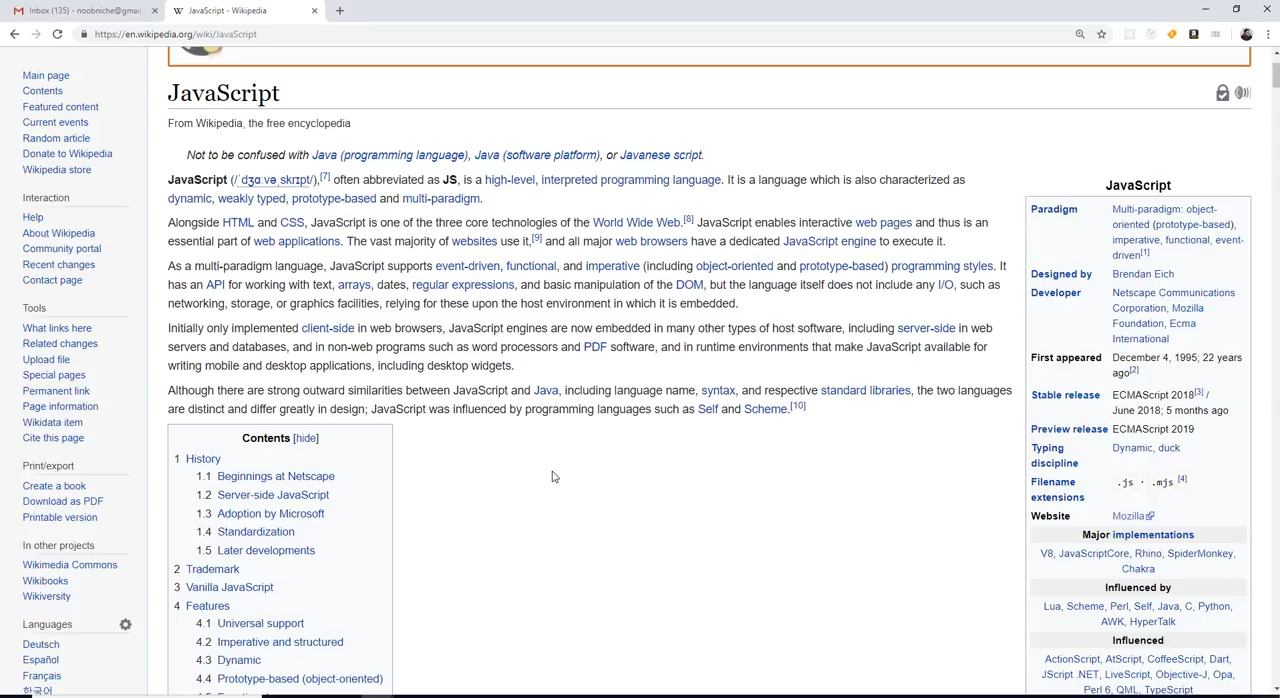 Inbox (135) - noobniche@gmail.
JavaScript - Wikipedia
https://en.wikipedia.org/wiki/JavaScript
Main page
Contents
Featured content
Current events
Random article
Donate to Wikipedia
Wikipedia store
Interaction
Help
About Wikipedia
Community portal
Recent changes
Contact page
Tools
What links here
Related changes
Upload file
Special pages
Permanent link
Page information
Wikidata item
Cite this page
Print/export
Create a book
Download as PDF
Printable version
In other projects
Wikimedia Commons
Wikibooks
Wikiversity
Languages
Deutsch
Español
Français
한국어
JavaScript
From Wikipedia, the free encyclopedia
Not to be confused with Java (programming language), Java (software platform), or Javanese script.
JavaScript (/ˈdʒɑːvəˌskrɪpt/),[7] often abbreviated as JS, is a high-level, interpreted programming language. It is a language which is also characterized as
dynamic, weakly typed, prototype-based and multi-paradigm.
Alongside HTML and CSS, JavaScript is one of the three core technologies of the World Wide Web.[8] JavaScript enables interactive web pages and thus is an
essential part of web applications. The vast majority of websites use it,[9] and all major web browsers have a dedicated JavaScript engine to execute it.
As a multi-paradigm language, JavaScript supports event-driven, functional, and imperative (including object-oriented and prototype-based) programming styles. It
has an API for working with text, arrays, dates, regular expressions, and basic manipulation of the DOM, but the language itself does not include any I/O, such as
networking, storage, or graphics facilities, relying for these upon the host environment in which it is embedded.
Initially only implemented client-side in web browsers, JavaScript engines are now embedded in many other types of host software, including server-side in web
servers and databases, and in non-web programs such as word processors and PDF software, and in runtime environments that make JavaScript available for
writing mobile and desktop applications, including desktop widgets.
Although there are strong outward similarities between JavaScript and Java, including language name, syntax, and respective standard libraries, the two languages
are distinct and differ greatly in design; JavaScript was influenced by programming languages such as Self and Scheme.[10]
Contents [hide]
1 History
1.1 Beginnings at Netscape
1.2 Server-side JavaScript
1.3 Adoption by Microsoft
1.4 Standardization
1.5 Later developments
2 Trademark
3 Vanilla JavaScript
4 Features
4.1 Universal support
4.2 Imperative and structured
4.3 Dynamic
4.4 Prototype-based (object-oriented)
JavaScript
Paradigm Multi-paradigm: object-
oriented (prototype-based),
imperative, functional, event-
driven[1]
Designed by Brendan Eich
Developer Netscape Communications
Corporation, Mozilla
Foundation, Ecma
International
First appeared December 4, 1995; 22 years
ago[2]
Stable release ECMAScript 2018[3] /
June 2018; 5 months ago
Preview release ECMAScript 2019
Typing Dynamic, duck
discipline
Filename .js · .mjs [4]
extensions
Website Mozilla
Major implementations
V8, JavaScriptCore, Rhino, SpiderMonkey,
Chakra
Influenced by
Lua, Scheme, Perl, Self, Java, C, Python,
AWK, HyperTalk
Influenced
ActionScript, AtScript, CoffeeScript, Dart,
JScript .NET, LiveScript, Objective-J, Opa,
Perl 6, QML, TypeScript